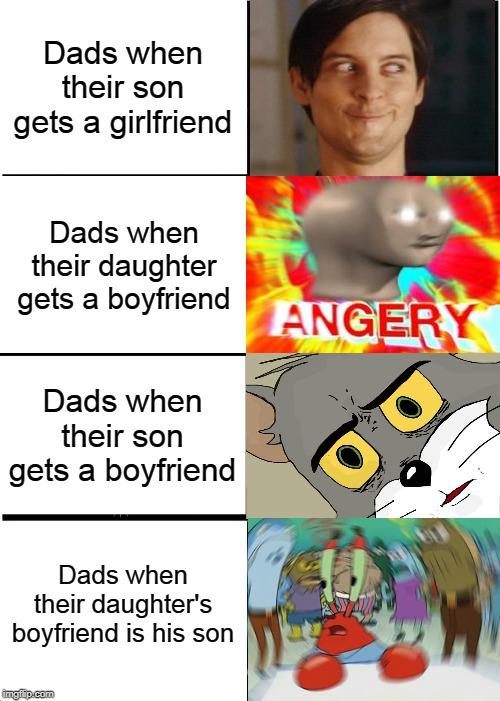 Dads when
their son
gets a girlfriend
Dads when
their daughter
gets a boyfriend
ANGERY
Dads when
their son
gets a boyfriend
Dads when
their daughter's
boyfriend is his son
imgflip.com